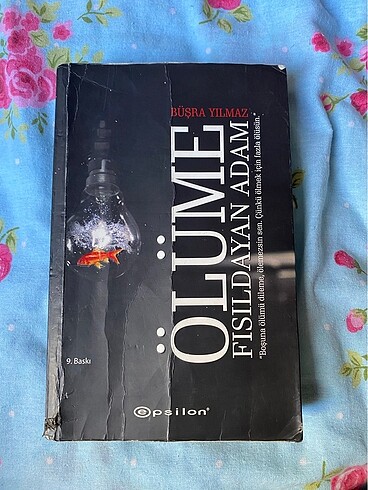 BÜŞRA YILMAZ
ÖLÜME
FISILDAYAN ADAM
"Boşuna ölümü dileme, ölemezsin sen. Çünkü ölmek için fazla ölüsün."
9. Baskı
epsilon®